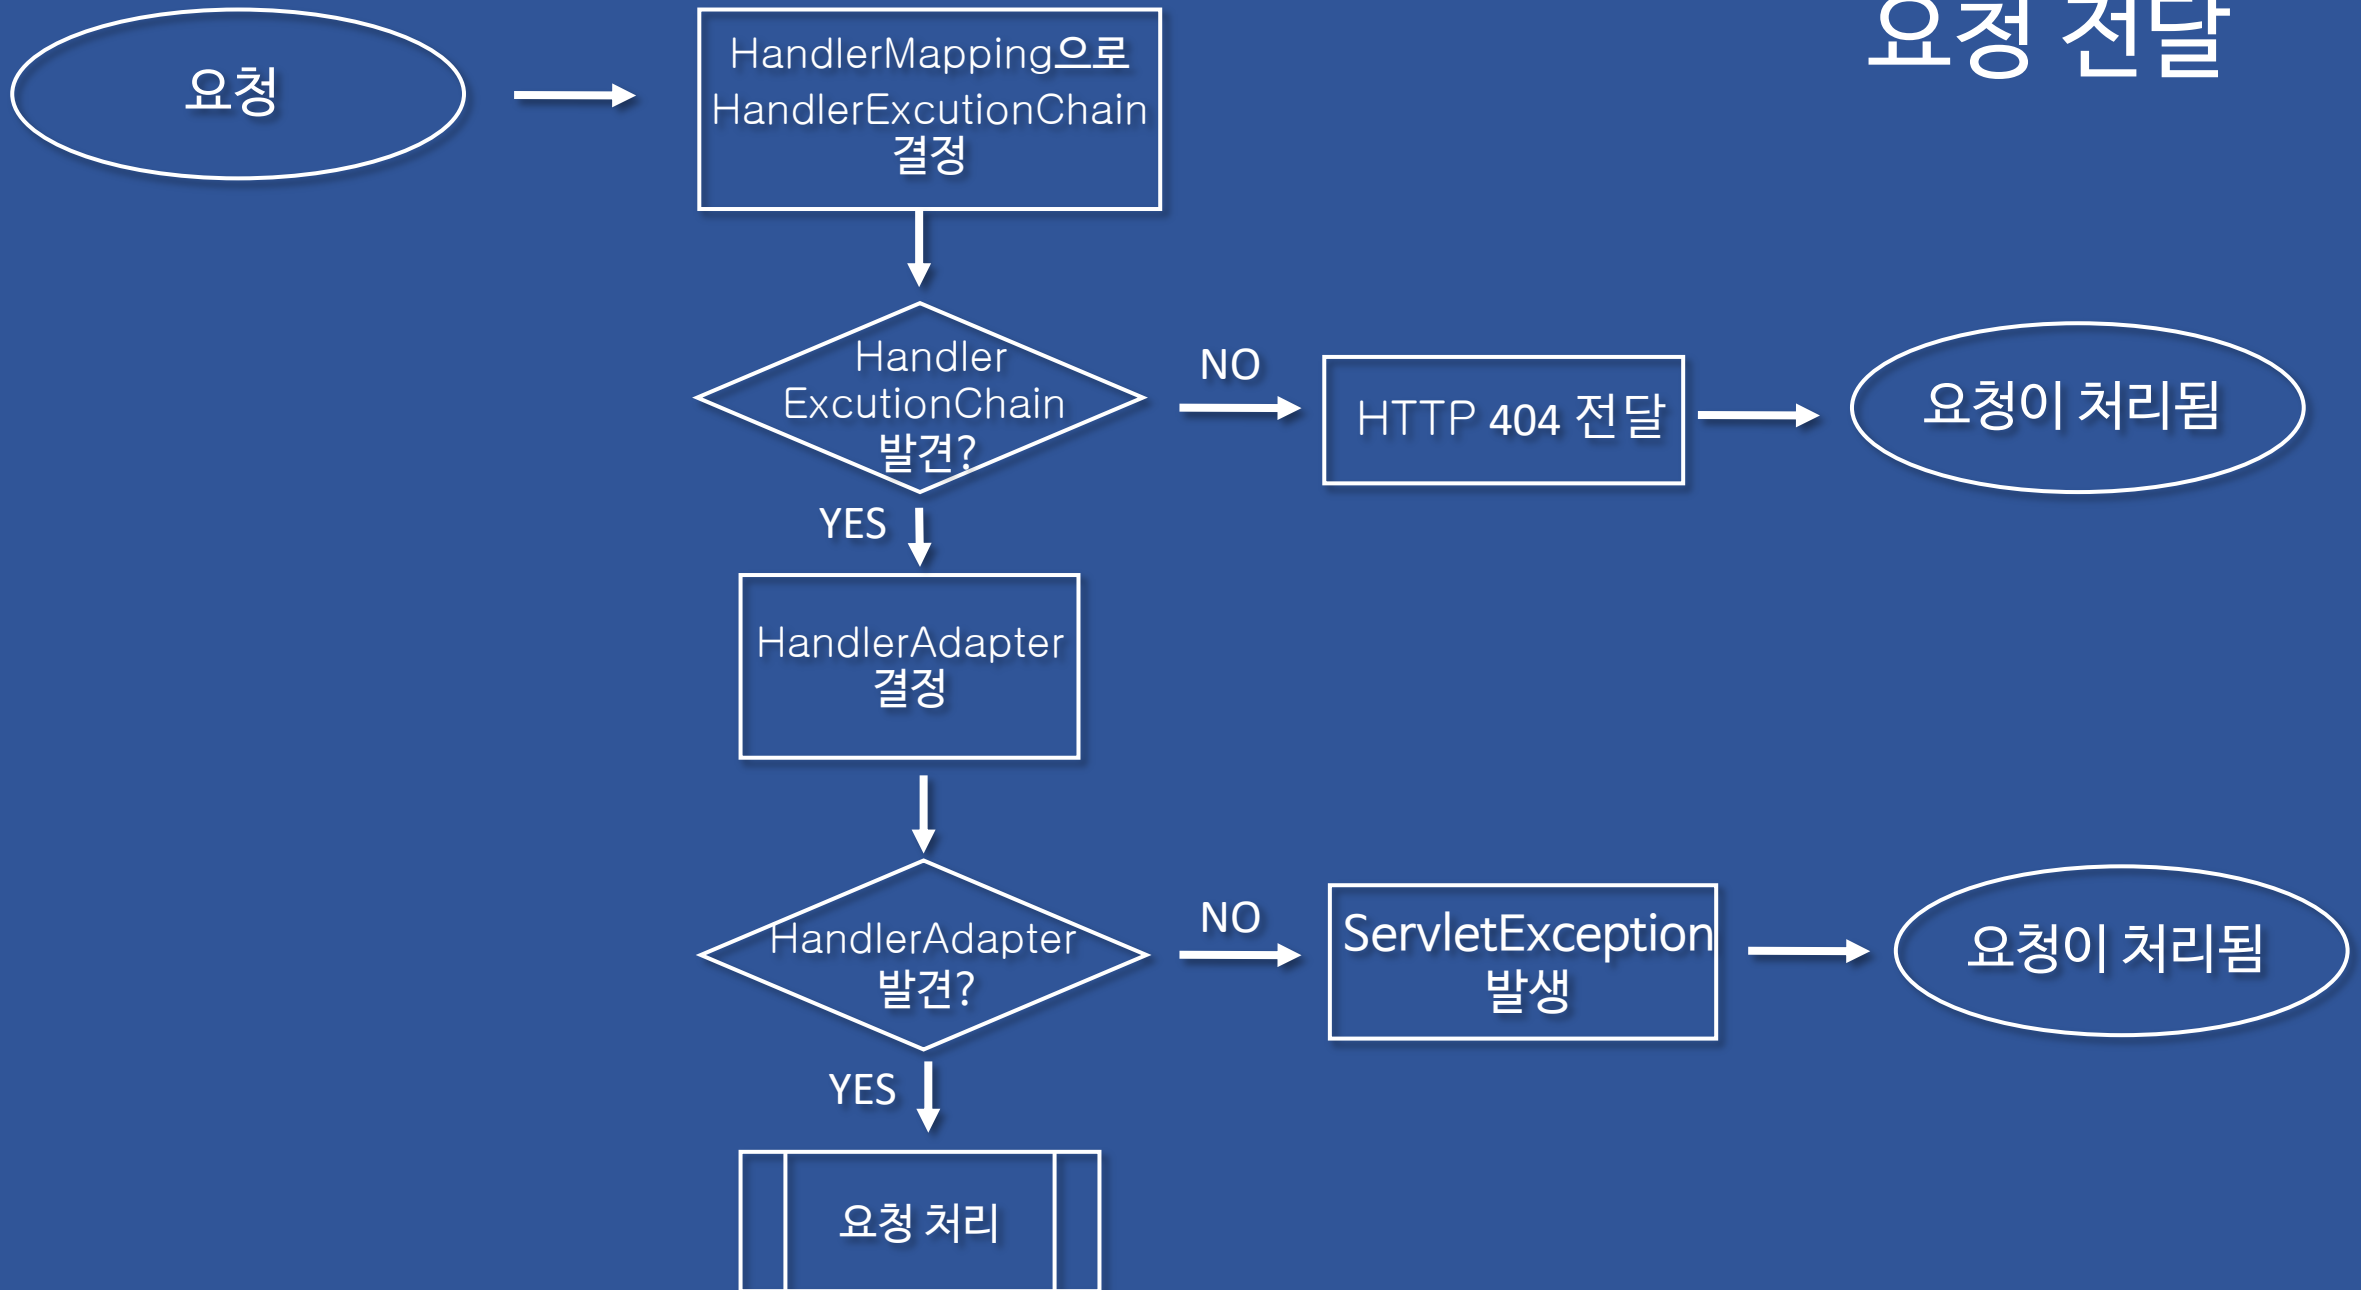 요청 전달
요청
HandlerMapping으로
HandlerExcutionChain
결정
Handler
ExcutionChain
발견?
NO
HTTP 404 전달
요청이 처리됨
YES
HandlerAdapter
결정
HandlerAdapter
발견?
NO
ServletException
발생
요청이 처리됨
YES
요청 처리